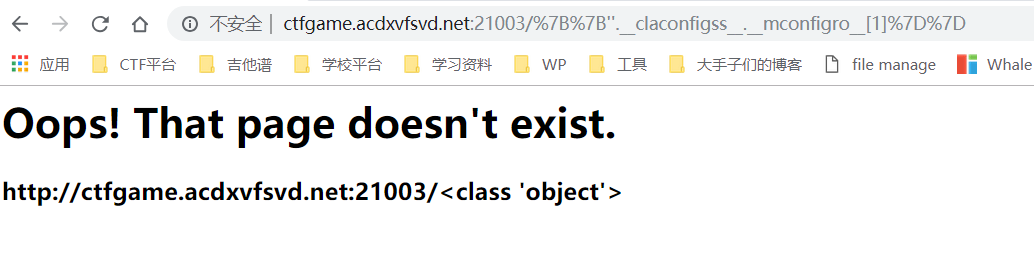 不安全 | ctfgame.acdxvfsvd.net:21003/%7B%7B''.__claconfigss__.__mconfigro__[1]%7D%7D
应用 CTF平台 吉他谱 学校平台 学习资料 WP 工具 大手子们的博客 file manage Whale
Oops! That page doesn't exist.
http://ctfgame.acdxvfsvd.net:21003/<class 'object'>